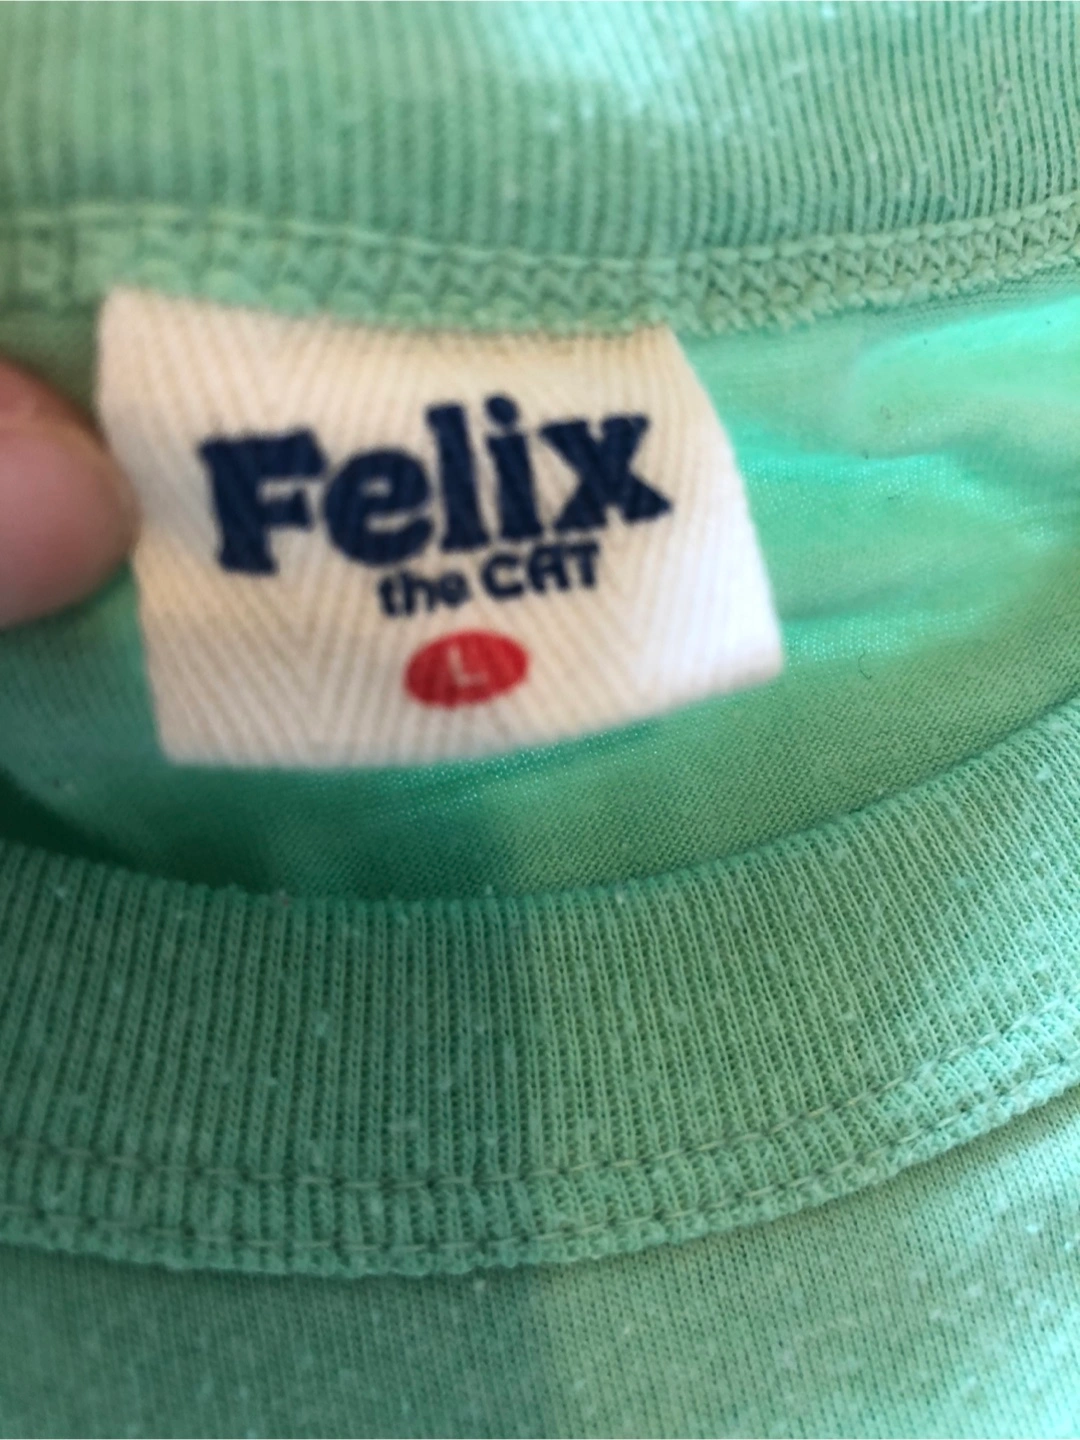 Felix
the CAT
L